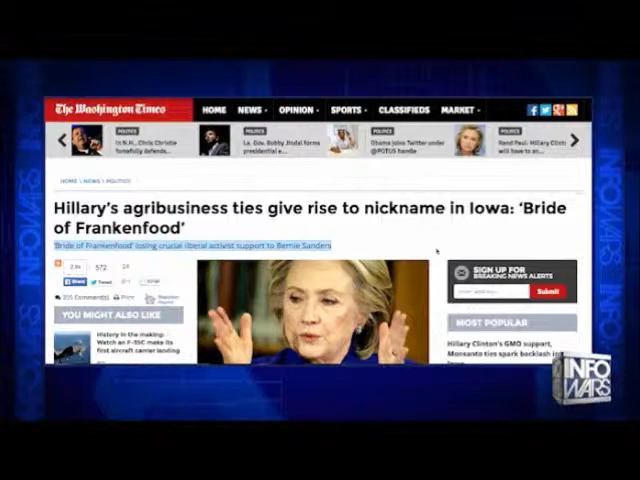 The Washington Times
HOME NEWS OPINION SPORTS CLASSIFIEDS MARKET
POLITICS
In N.H., Chris Christie
forcefully defends...
POLITICS
La. Gov. Bobby Jindal forms
presidential e...
POLITICS
Obama joins Twitter under
@POTUS handle
POLITICS
Rand Paul: Hillary Clint
will have to an...
HOME \ NEWS \ POLITICS
Hillary's agribusiness ties give rise to nickname in Iowa: 'Bride
of Frankenfood'
'Bride of Frankenfood' losing crucial liberal activist support to Bernie Sanders
572
Share
Tweet
Comment(s)
Print
YOU MIGHT ALSO LIKE
History in the making:
Watch an F-35C make its
first aircraft carrier landing
SIGN UP FOR
BREAKING NEWS ALERTS
Submit
MOST POPULAR
Hillary Clinton's GMO support,
Monsanto ties spark backlash in
INFOWARS
INFOWARS
INFO
WARS